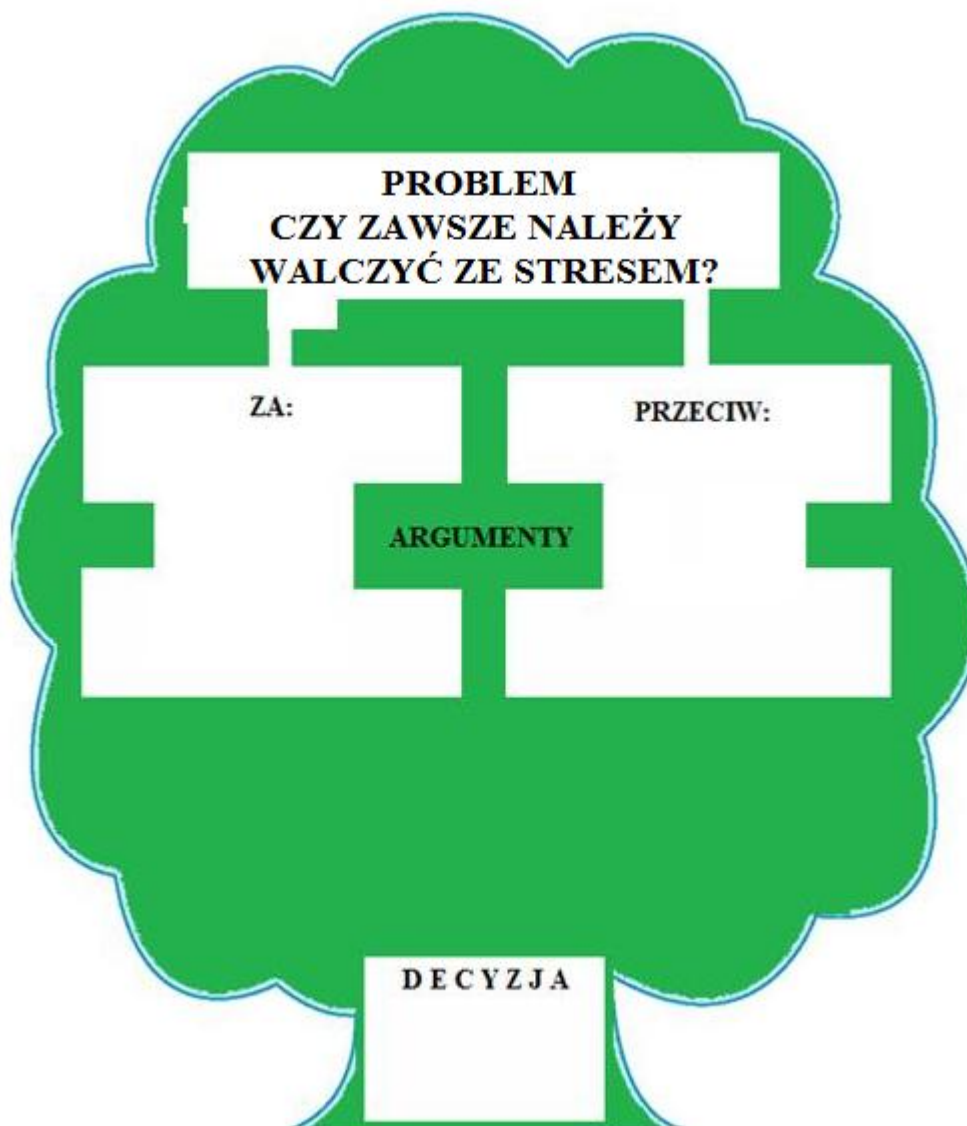 PROBLEM
CZY ZAWSZE NALEŻY
WALCZYĆ ZE STRESEM?
ZA:
PRZECIW:
ARGUMENTY
D E C Y Z J A